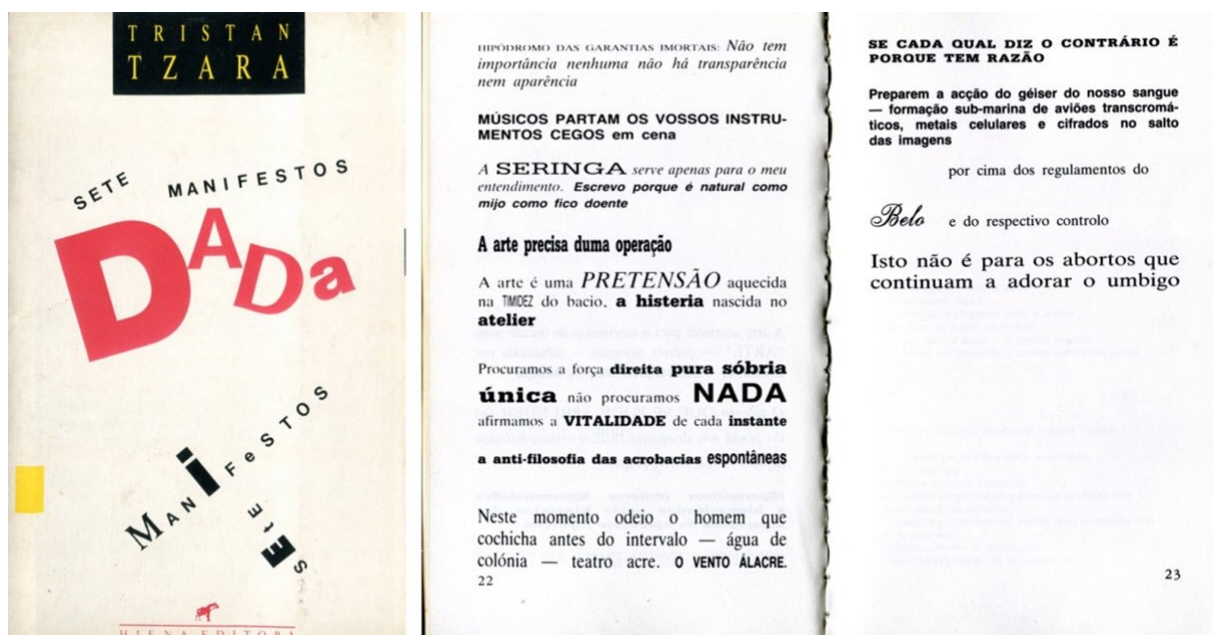 TRISTAN
TZARA
SETE MANIFESTOS
DADa
MANiFeSTOS
SEtE
HIENA EDITORA
HIPÓDROMO DAS GARANTIAS IMORTAIS: Não tem
importância nenhuma não há transparência
nem aparência
MÚSICOS PARTAM OS VOSSOS INSTRU-
MENTOS CEGOS em cena
A SERINGA serve apenas para o meu
entendimento. Escrevo porque é natural como
mijo como fico doente
A arte precisa duma operação
A arte é uma PRETENSÃO aquecida
na TIMIDEZ do bacio, a histeria nascida no
atelier
Procuramos a força direita pura sóbria
única não procuramos NADA
afirmamos a VITALIDADE de cada instante
a anti-filosofia das acrobacias espontâneas
Neste momento odeio o homem que
cochicha antes do intervalo — água de
colónia — teatro acre. O VENTO ÁLACRE.
22
SE CADA QUAL DIZ O CONTRÁRIO É
PORQUE TEM RAZÃO
Preparem a acção do géiser do nosso sangue
— formação sub-marina de aviões transcromá-
ticos, metais celulares e cifrados no salto
das imagens
por cima dos regulamentos do
Belo e do respectivo controlo
Isto não é para os abortos que
continuam a adorar o umbigo
23